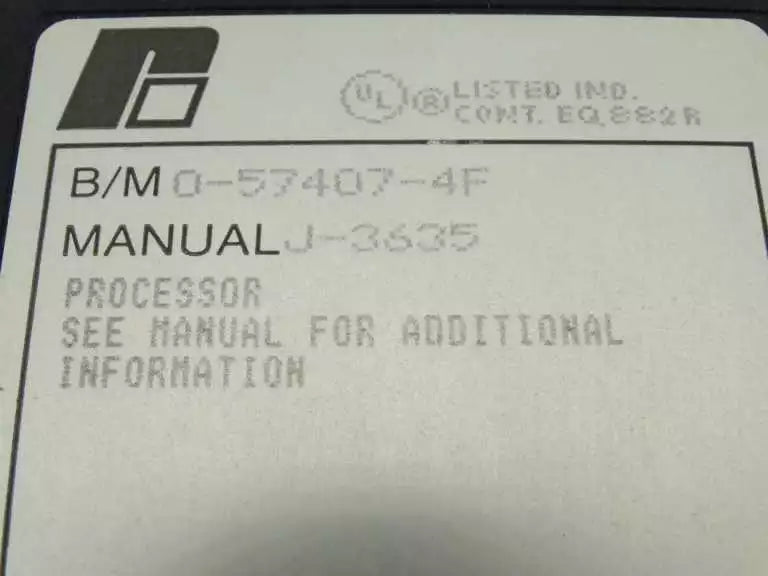 UL ® LISTED IND.
CONT. EQ. 882R
B/M 0-57407-4F
MANUAL J-3635
PROCESSOR
SEE MANUAL FOR ADDITIONAL
INFORMATION